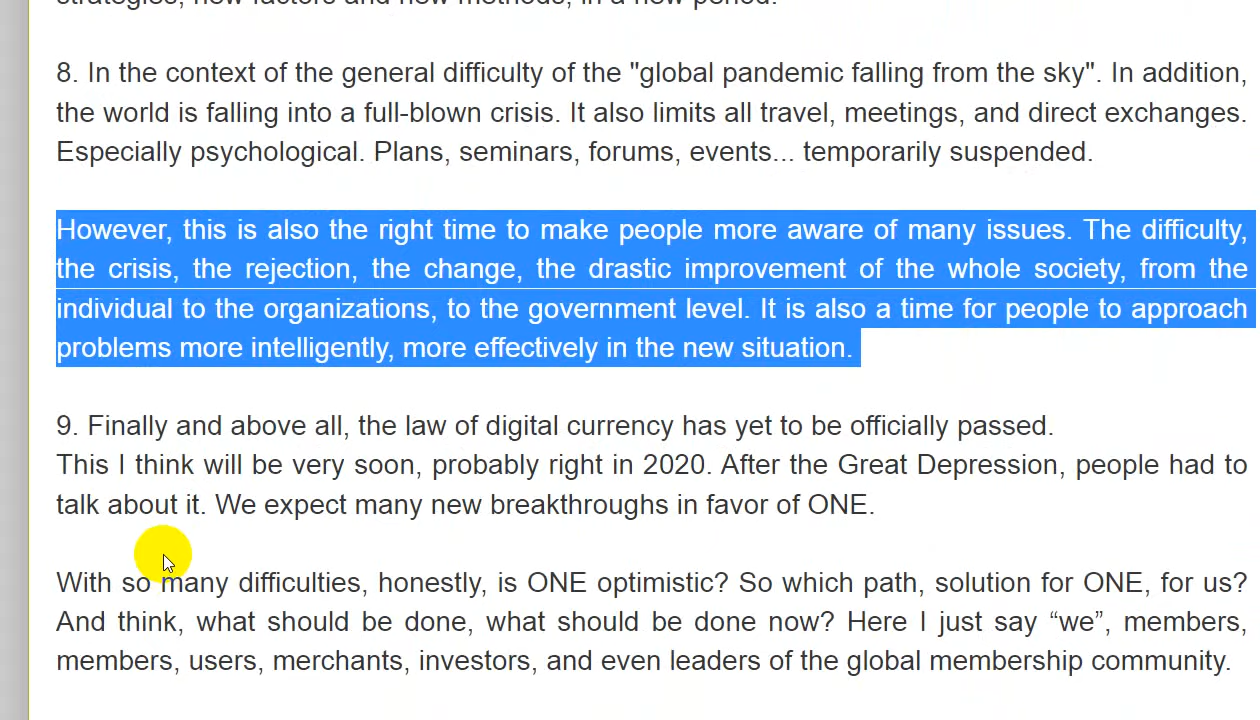 strategies, new factors and new methods, in a new period.
8. In the context of the general difficulty of the "global pandemic falling from the sky". In addition,
the world is falling into a full-blown crisis. It also limits all travel, meetings, and direct exchanges.
Especially psychological. Plans, seminars, forums, events... temporarily suspended.
However, this is also the right time to make people more aware of many issues. The difficulty,
the crisis, the rejection, the change, the drastic improvement of the whole society, from the
individual to the organizations, to the government level. It is also a time for people to approach
problems more intelligently, more effectively in the new situation.
9. Finally and above all, the law of digital currency has yet to be officially passed.
This I think will be very soon, probably right in 2020. After the Great Depression, people had to
talk about it. We expect many new breakthroughs in favor of ONE.
With so many difficulties, honestly, is ONE optimistic? So which path, solution for ONE, for us?
And think, what should be done, what should be done now? Here I just say “we”, members,
members, users, merchants, investors, and even leaders of the global membership community.